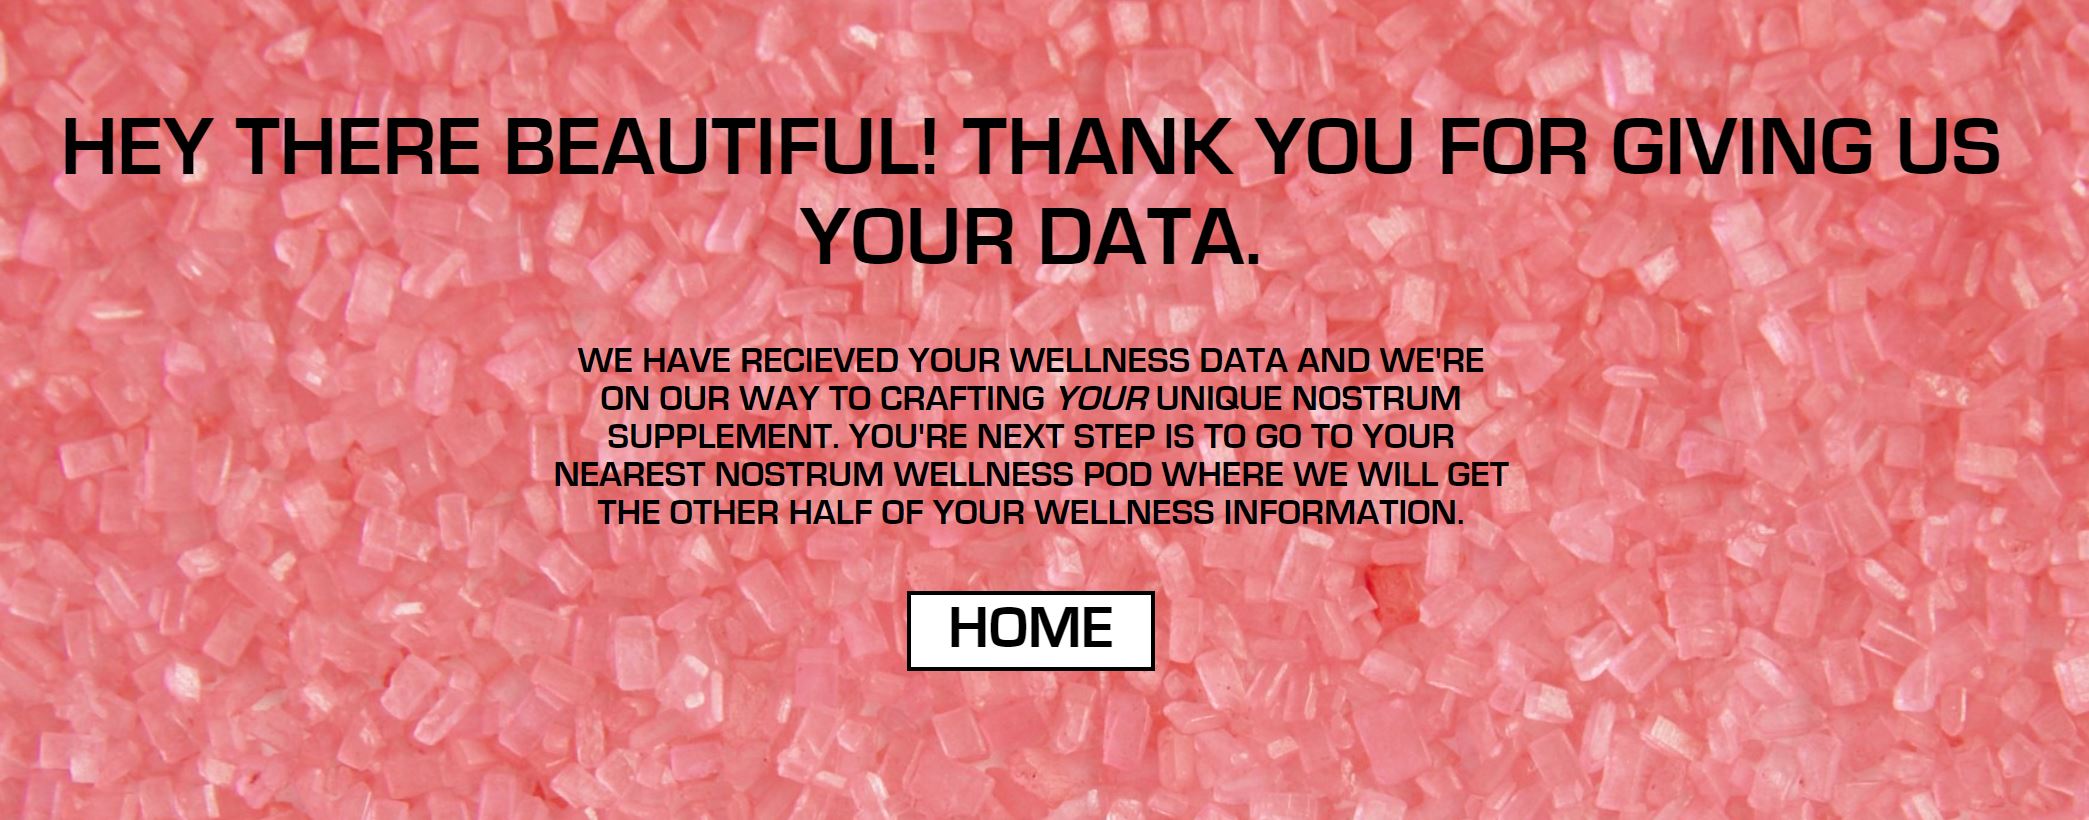 HEY THERE BEAUTIFUL! THANK YOU FOR GIVING US
YOUR DATA.
WE HAVE RECIEVED YOUR WELLNESS DATA AND WE'RE
ON OUR WAY TO CRAFTING YOUR UNIQUE NOSTRUM
SUPPLEMENT. YOU'RE NEXT STEP IS TO GO TO YOUR
NEAREST NOSTRUM WELLNESS POD WHERE WE WILL GET
THE OTHER HALF OF YOUR WELLNESS INFORMATION.
HOME